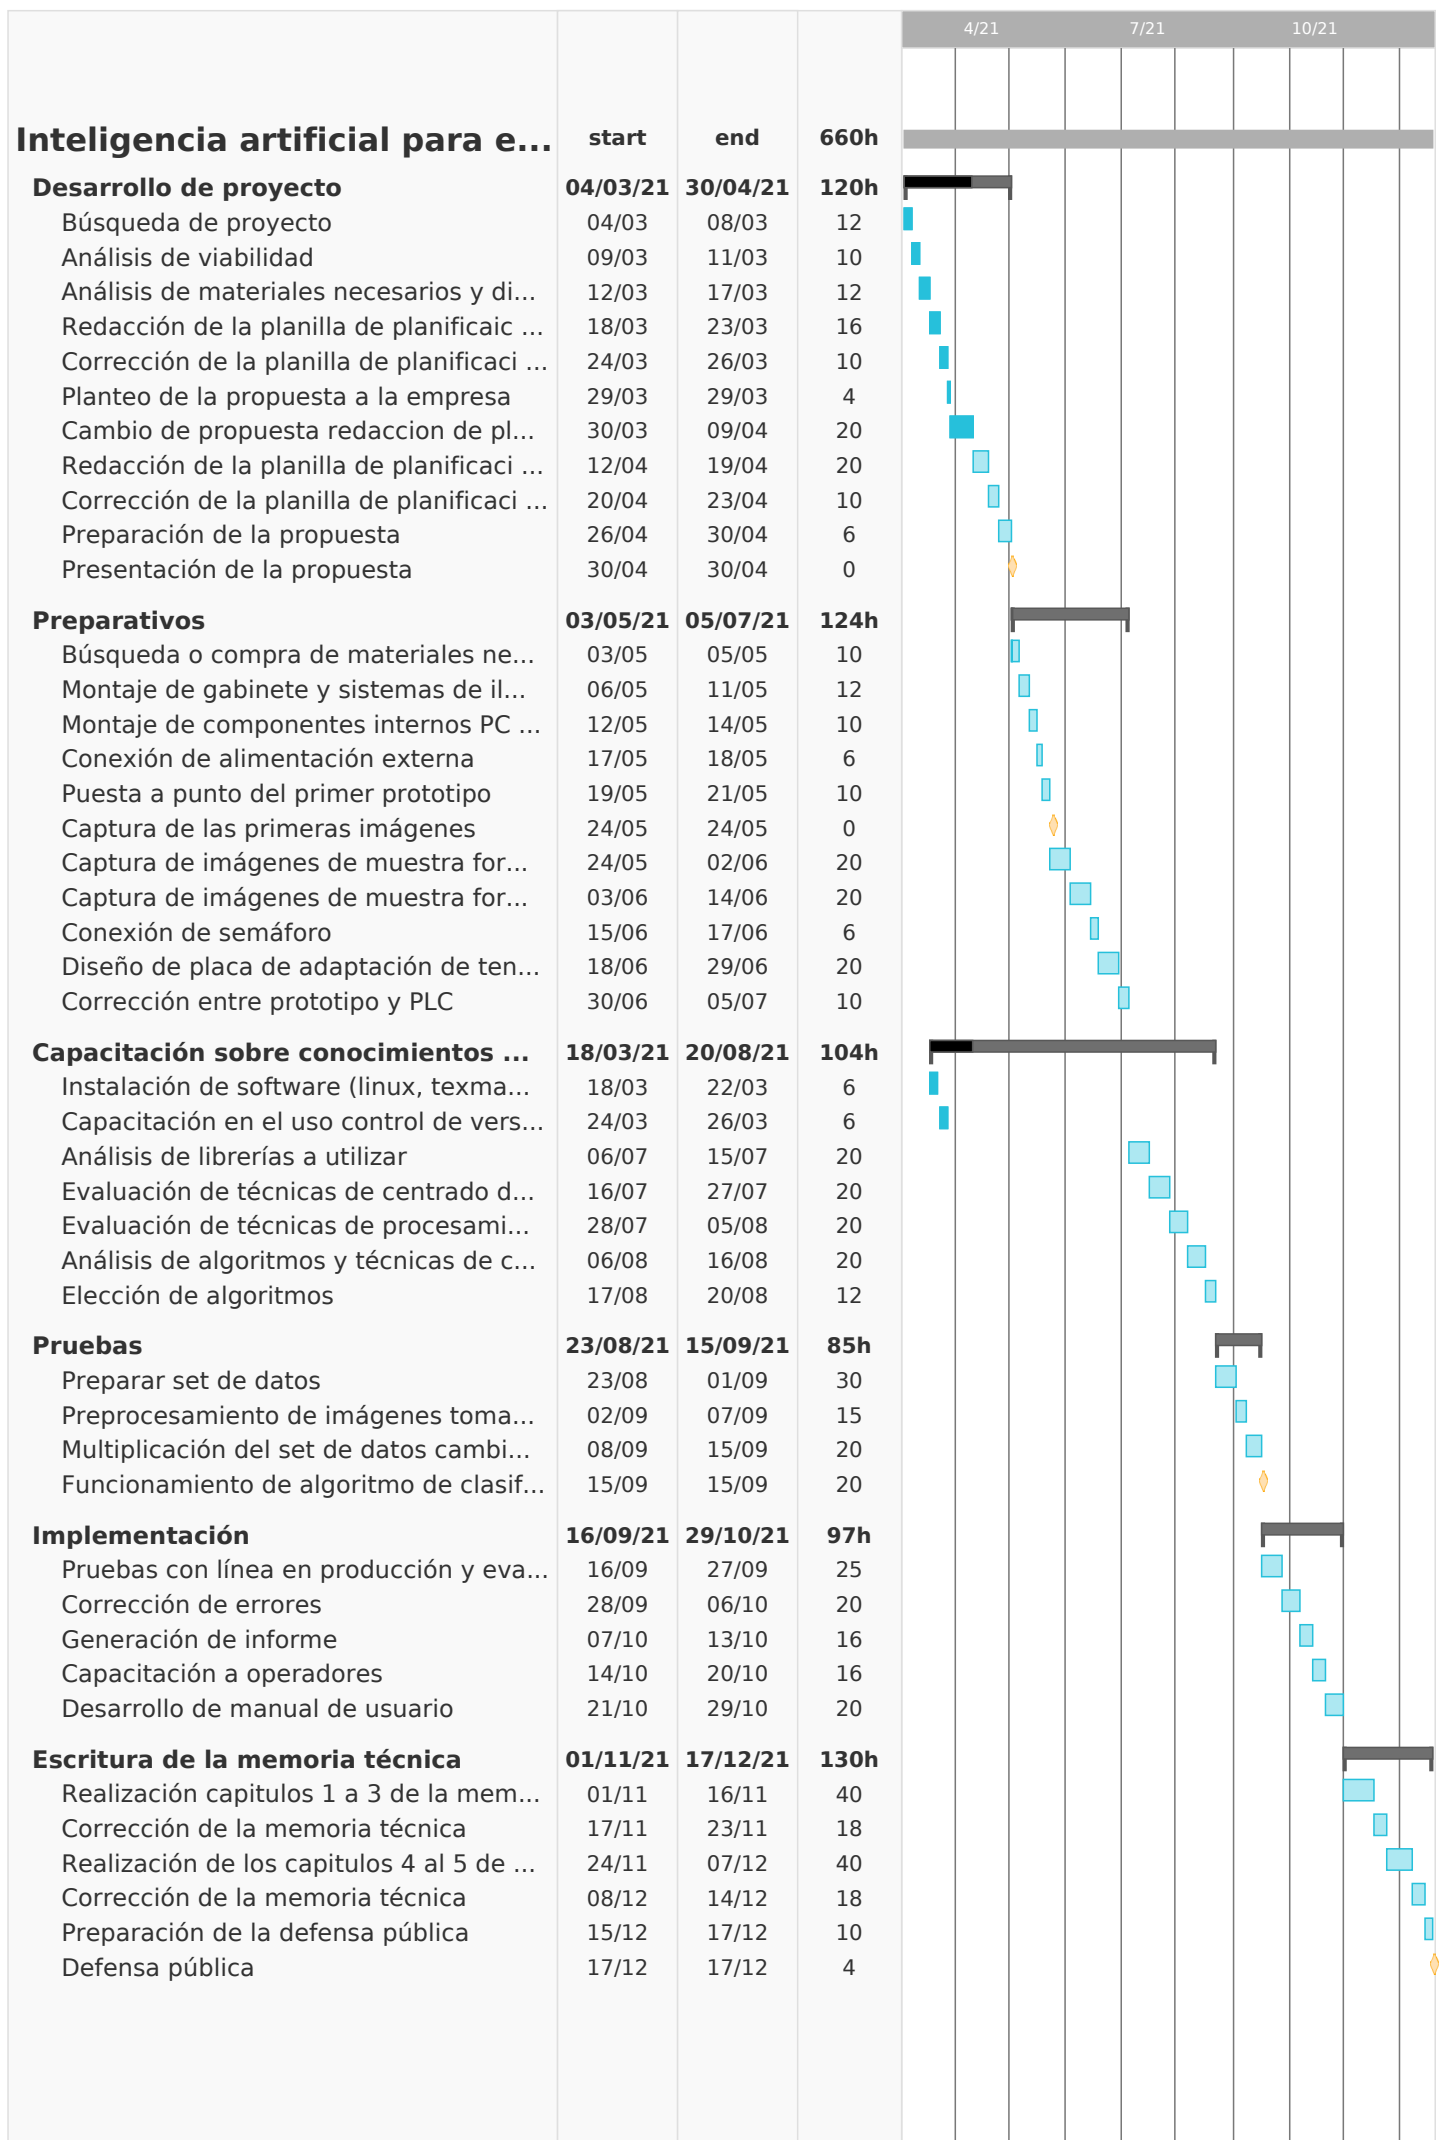 4/21 7/21 10/21
Inteligencia artificial para e... start end 660h
Desarrollo de proyecto 04/03/21 30/04/21 120h
Búsqueda de proyecto 04/03 08/03 12
Análisis de viabilidad 09/03 11/03 10
Análisis de materiales necesarios y di... 12/03 17/03 12
Redacción de la planilla de planificaic ... 18/03 23/03 16
Corrección de la planilla de planificaci ... 24/03 26/03 10
Planteo de la propuesta a la empresa 29/03 29/03 4
Cambio de propuesta redaccion de pl... 30/03 09/04 20
Redacción de la planilla de planificaci ... 12/04 19/04 20
Corrección de la planilla de planificaci ... 20/04 23/04 10
Preparación de la propuesta 26/04 30/04 6
Presentación de la propuesta 30/04 30/04 0
Preparativos 03/05/21 05/07/21 124h
Búsqueda o compra de materiales ne... 03/05 05/05 10
Montaje de gabinete y sistemas de il... 06/05 11/05 12
Montaje de componentes internos PC ... 12/05 14/05 10
Conexión de alimentación externa 17/05 18/05 6
Puesta a punto del primer prototipo 19/05 21/05 10
Captura de las primeras imágenes 24/05 24/05 0
Captura de imágenes de muestra for... 24/05 02/06 20
Captura de imágenes de muestra for... 03/06 14/06 20
Conexión de semáforo 15/06 17/06 6
Diseño de placa de adaptación de ten... 18/06 29/06 20
Corrección entre prototipo y PLC 30/06 05/07 10
Capacitación sobre conocimientos ... 18/03/21 20/08/21 104h
Instalación de software (linux, texma... 18/03 22/03 6
Capacitación en el uso control de vers... 24/03 26/03 6
Análisis de librerías a utilizar 06/07 15/07 20
Evaluación de técnicas de centrado d... 16/07 27/07 20
Evaluación de técnicas de procesami... 28/07 05/08 20
Análisis de algoritmos y técnicas de c... 06/08 16/08 20
Elección de algoritmos 17/08 20/08 12
Pruebas 23/08/21 15/09/21 85h
Preparar set de datos 23/08 01/09 30
Preprocesamiento de imágenes toma... 02/09 07/09 15
Multiplicación del set de datos cambi... 08/09 15/09 20
Funcionamiento de algoritmo de clasif... 15/09 15/09 20
Implementación 16/09/21 29/10/21 97h
Pruebas con línea en producción y eva... 16/09 27/09 25
Corrección de errores 28/09 06/10 20
Generación de informe 07/10 13/10 16
Capacitación a operadores 14/10 20/10 16
Desarrollo de manual de usuario 21/10 29/10 20
Escritura de la memoria técnica 01/11/21 17/12/21 130h
Realización capitulos 1 a 3 de la mem... 01/11 16/11 40
Corrección de la memoria técnica 17/11 23/11 18
Realización de los capitulos 4 al 5 de ... 24/11 07/12 40
Corrección de la memoria técnica 08/12 14/12 18
Preparación de la defensa pública 15/12 17/12 10
Defensa pública 17/12 17/12 4